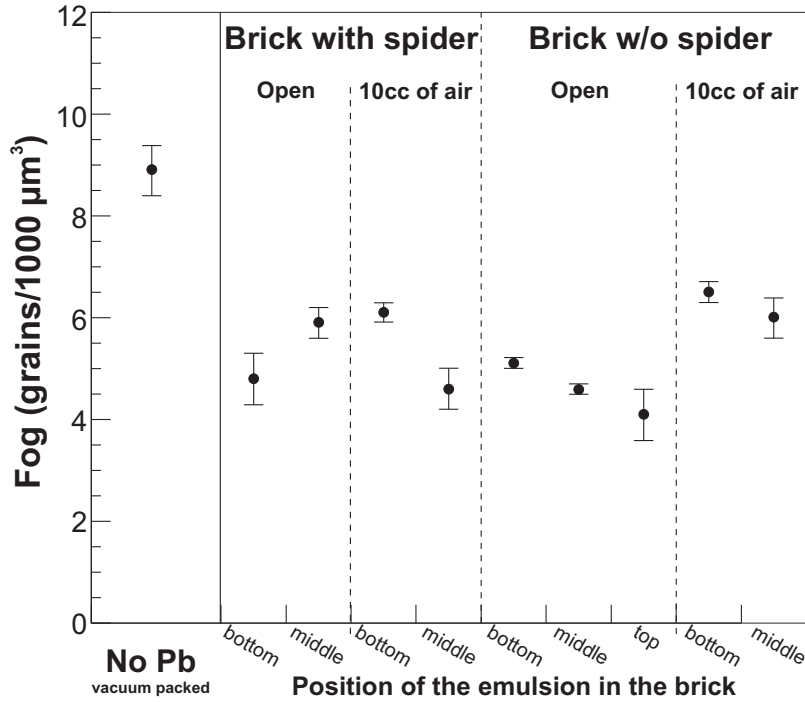 Fog (grains/1000 μm³)
12
10
8
6
4
2
0
Brick with spider
Brick w/o spider
Open
10cc of air
Open
10cc of air
bottom
middle
bottom
middle
bottom
middle
top
bottom
middle
No Pb
vacuum packed
Position of the emulsion in the brick